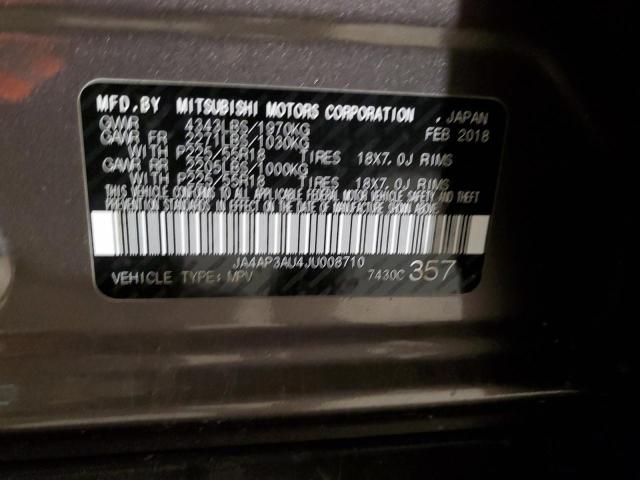 MFD.BY MITSUBISHI MOTORS CORPORATION, JAPAN
GVWR 4343LBS/1970KG FEB 2018
GAWR FR 2271LBS/1030KG
WITH P225/55R18 TIRES 18X7.0J RIMS
GAWR RR 2205LBS/1000KG
WITH P225/55R18 TIRES 18X7.0J RIMS
THIS VEHICLE CONFORMS TO ALL APPLICABLE FEDERAL MOTOR VEHICLE SAFETY AND THEFT
PREVENTION STANDARDS IN EFFECT ON THE DATE OF MANUFACTURE SHOWN ABOVE.
JA4AP3AU4JU008710
VEHICLE TYPE: MPV 7430C 357